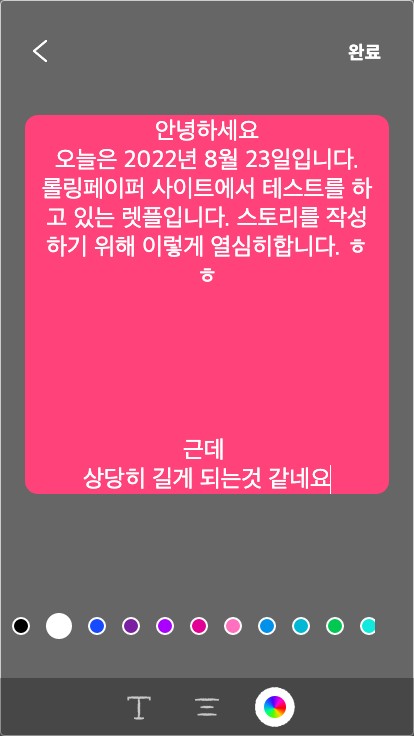 완료
안녕하세요
오늘은 2022년 8월 23일입니다.
롤링페이퍼 사이트에서 테스트를 하
고 있는 렛플입니다. 스토리를 작성
하기 위해 이렇게 열심히합니다. ㅎ
ㅎ
근데
상당히 길게 되는것 같네요